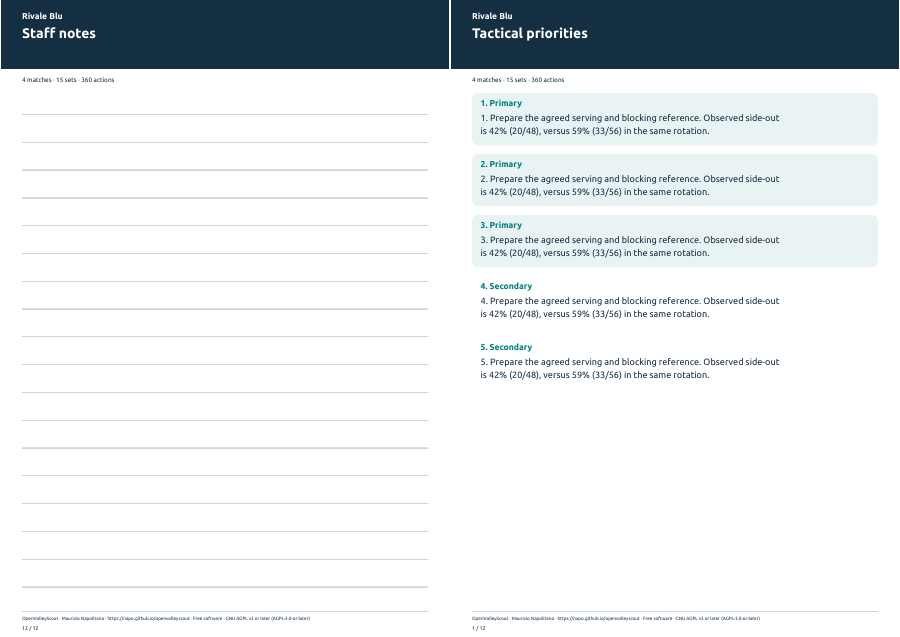 Rivale Blu
Staff notes
4 matches · 15 sets · 360 actions
OpenVolleyScout · Maurizio Napolitano · https://napo.github.io/openvolleyscout · Free software · GNU AGPL v3 or later (AGPL-3.0-or-later)
12 / 12
Rivale Blu
Tactical priorities
4 matches · 15 sets · 360 actions
1. Primary
1. Prepare the agreed serving and blocking reference. Observed side-out
is 42% (20/48), versus 59% (33/56) in the same rotation.
2. Primary
2. Prepare the agreed serving and blocking reference. Observed side-out
is 42% (20/48), versus 59% (33/56) in the same rotation.
3. Primary
3. Prepare the agreed serving and blocking reference. Observed side-out
is 42% (20/48), versus 59% (33/56) in the same rotation.
4. Secondary
4. Prepare the agreed serving and blocking reference. Observed side-out
is 42% (20/48), versus 59% (33/56) in the same rotation.
5. Secondary
5. Prepare the agreed serving and blocking reference. Observed side-out
is 42% (20/48), versus 59% (33/56) in the same rotation.
OpenVolleyScout · Maurizio Napolitano · https://napo.github.io/openvolleyscout · Free software · GNU AGPL v3 or later (AGPL-3.0-or-later)
1 / 12